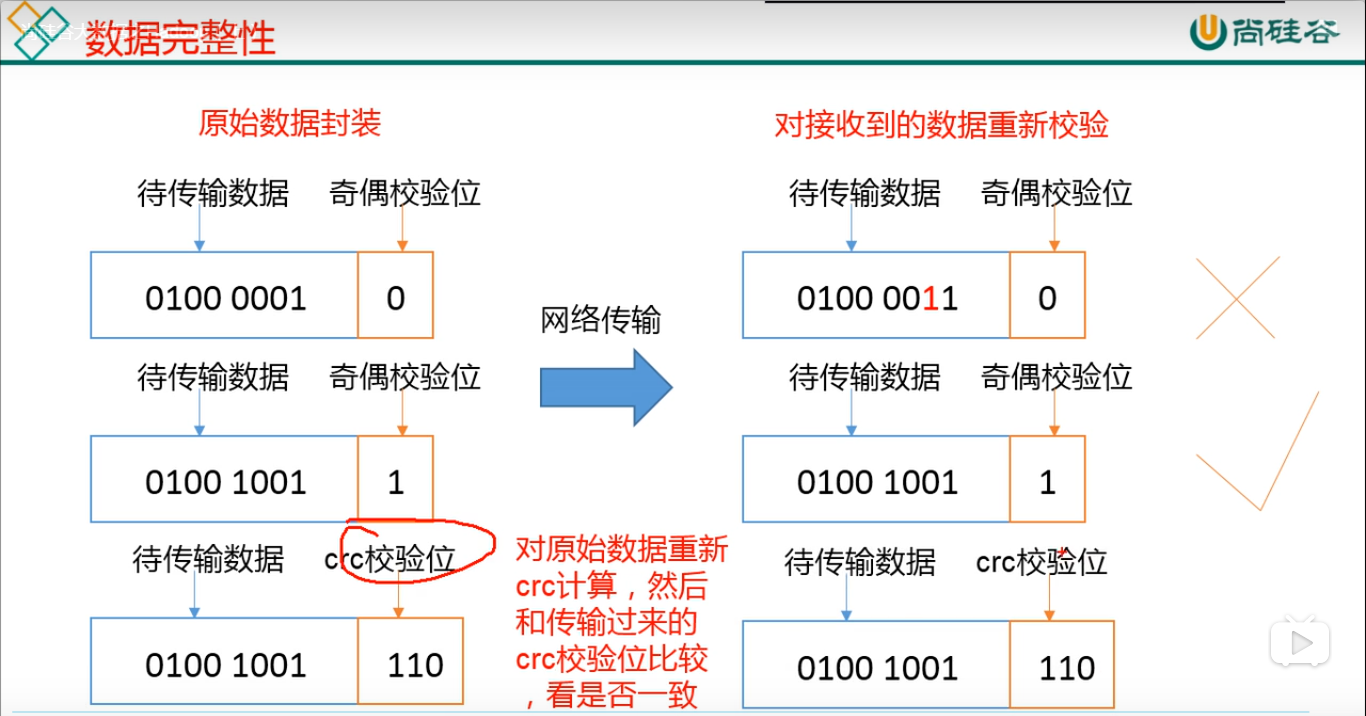 数据完整性
尚硅谷
原始数据封装
对接收到的数据重新校验
待传输数据 奇偶校验位
待传输数据 奇偶校验位
0100 0001 0
0100 0011 0
网络传输
待传输数据 奇偶校验位
待传输数据 奇偶校验位
0100 1001 1
0100 1001 1
待传输数据 crc校验位
对原始数据重新
crc计算，然后
和传输过来的
crc校验位比较
，看是否一致
待传输数据 crc校验位
0100 1001 110
0100 1001 110